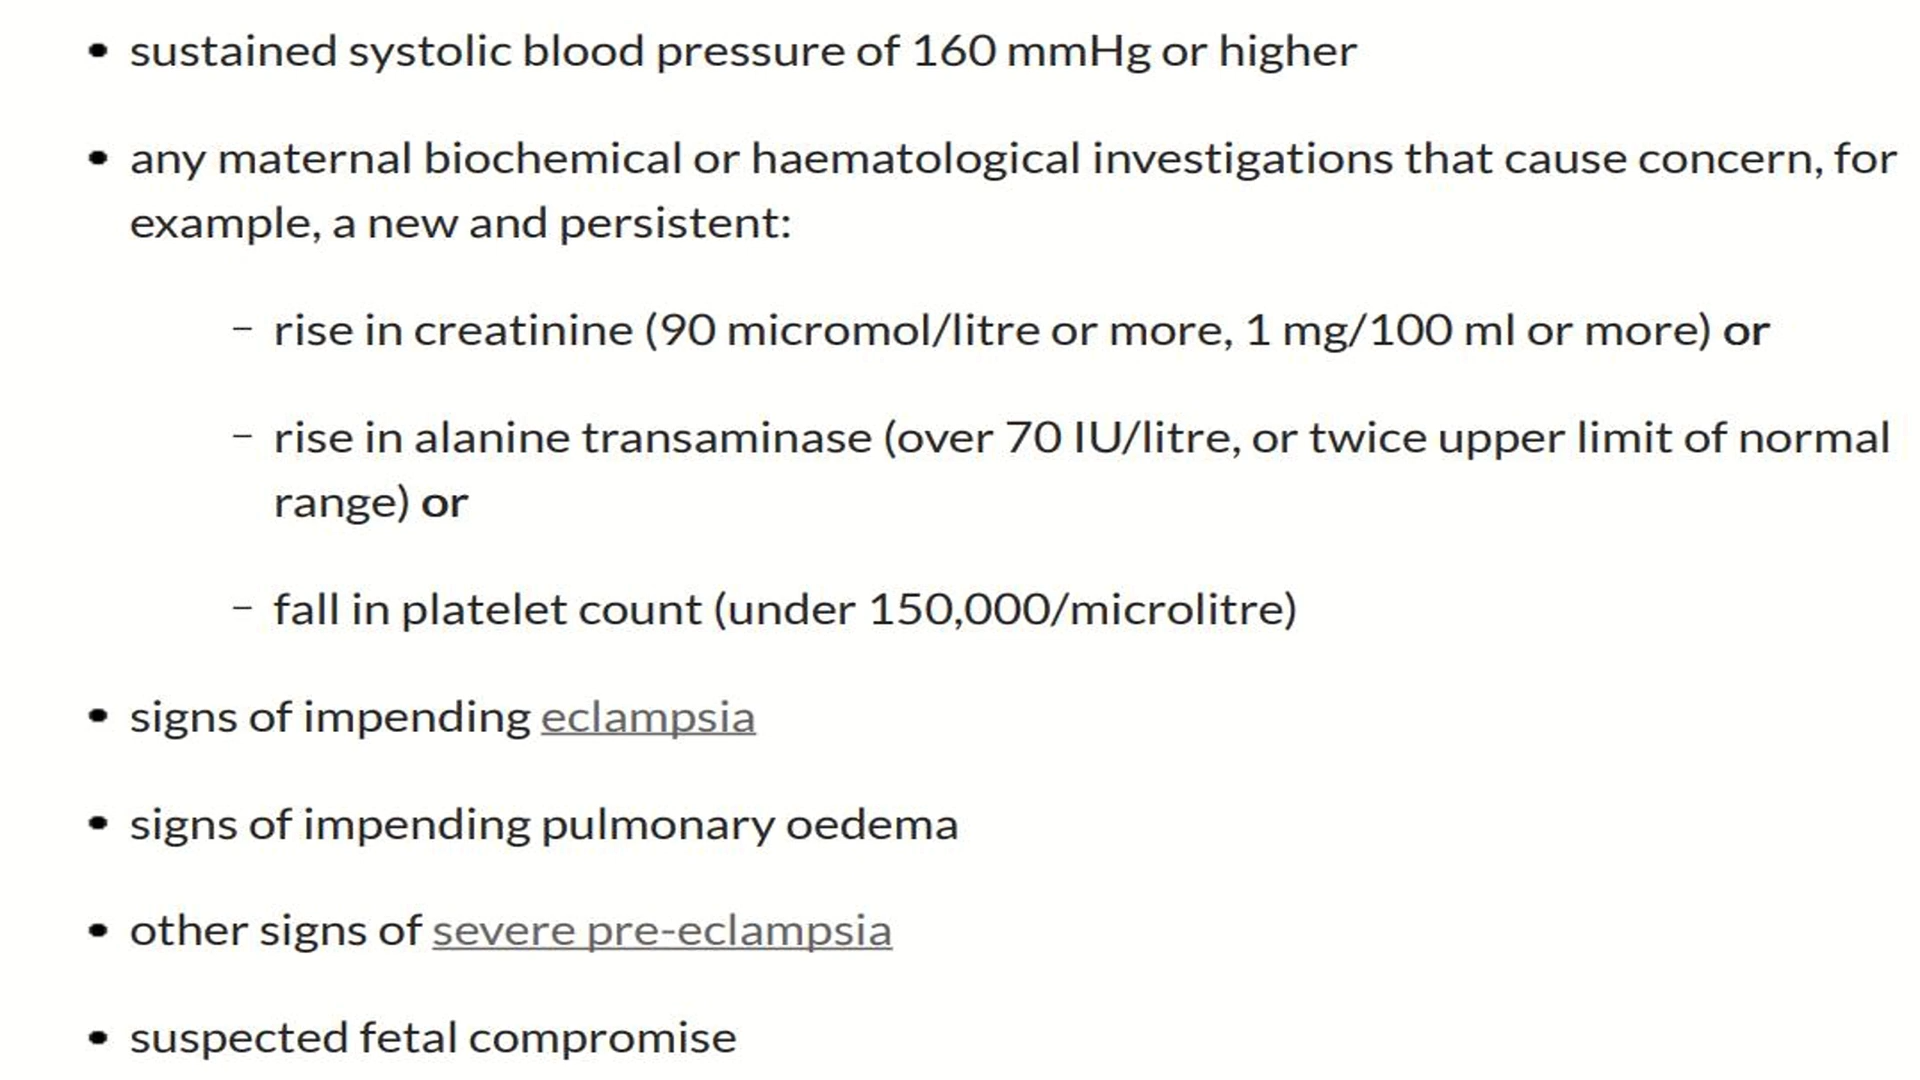 • sustained systolic blood pressure of 160 mmHg or higher
• any maternal biochemical or haematological investigations that cause concern, for
example, a new and persistent:
– rise in creatinine (90 micromol/litre or more, 1 mg/100 ml or more) or
– rise in alanine transaminase (over 70 IU/litre, or twice upper limit of normal
range) or
– fall in platelet count (under 150,000/microlitre)
• signs of impending eclampsia
• signs of impending pulmonary oedema
• other signs of severe pre-eclampsia
• suspected fetal compromise